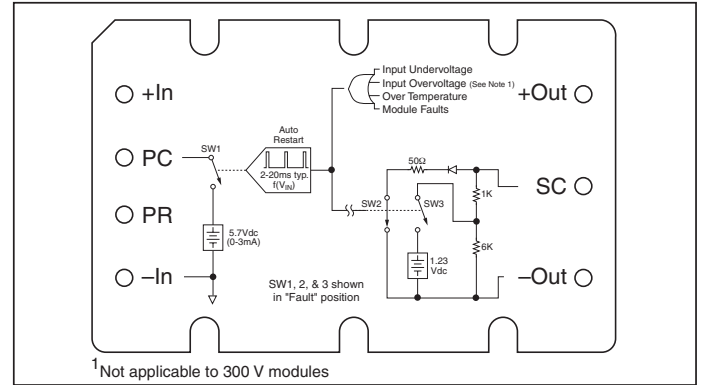 +In
PC
PR
–In
SW1
Auto
Restart
2-20ms typ.
f(VIN)
5.7Vdc
(0-3mA)
Input Undervoltage
Input Overvoltage (See Note 1)
Over Temperature
Module Faults
50Ω
SW2
SW3
1K
6K
1.23
Vdc
SW1, 2, & 3 shown
in "Fault" position
+Out
SC
–Out
1Not applicable to 300 V modules